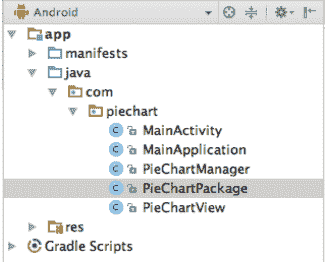 Android
app
manifests
java
com
piechart
MainActivity
MainApplication
PieChartManager
PieChartPackage
PieChartView
res
Gradle Scripts